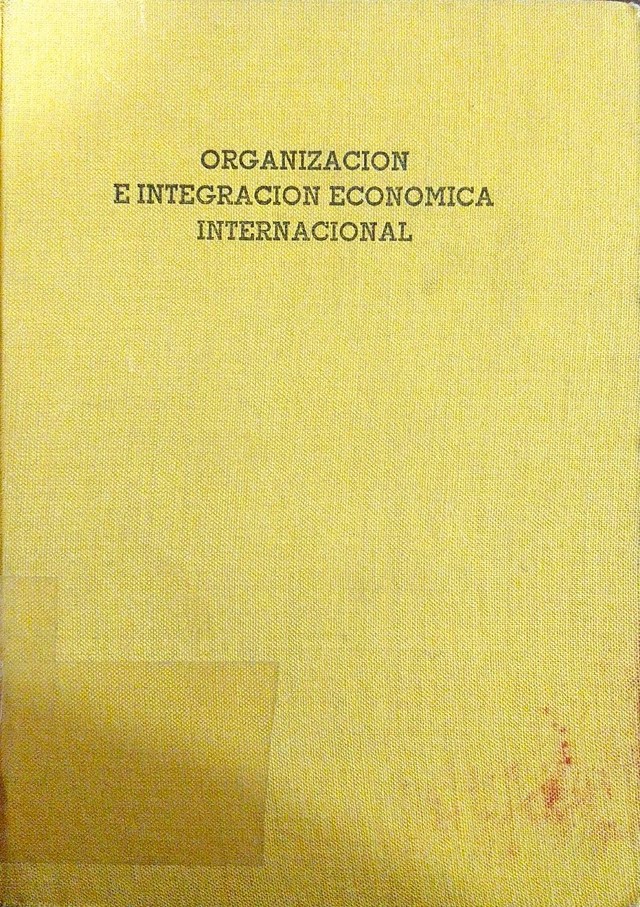 ORGANIZACION
E INTEGRACION ECONOMICA
INTERNACIONAL